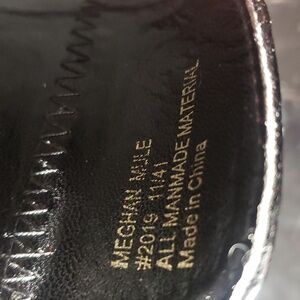 MEGHAN MULE
#2019 11/41
ALL MANMADE MATERIAL
Made in China